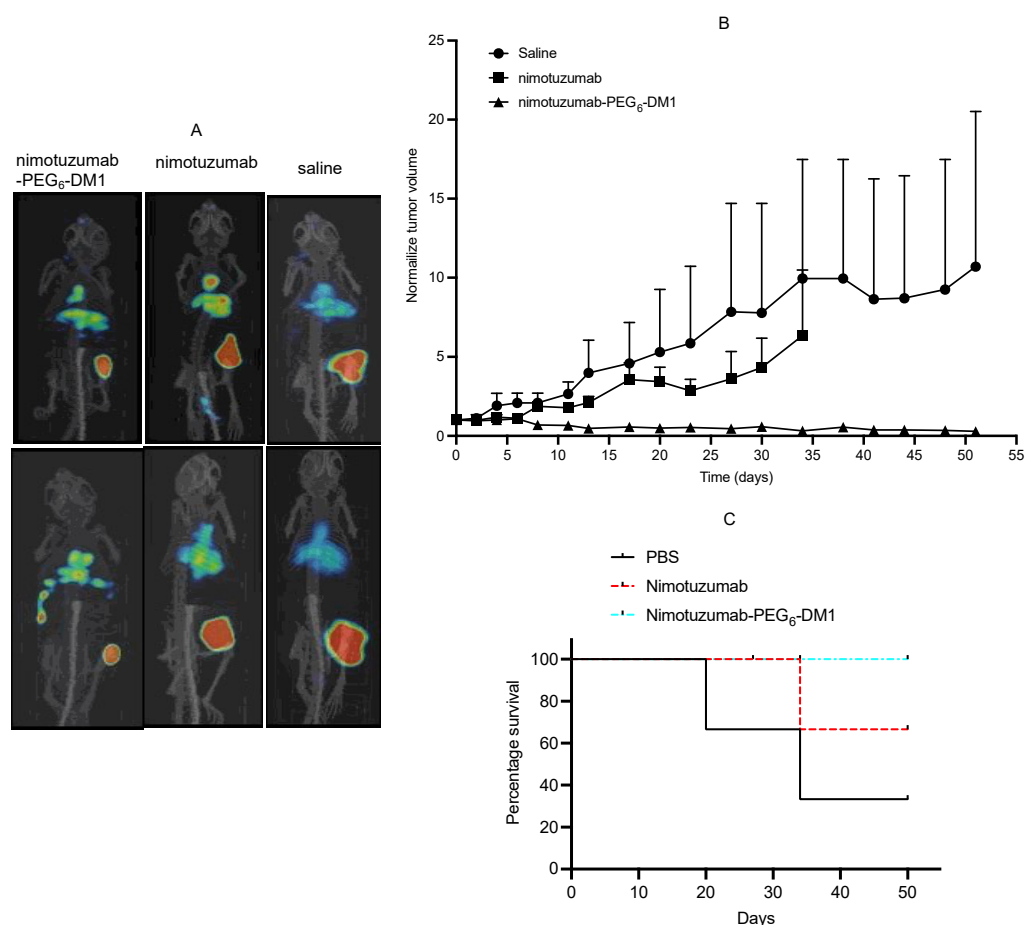 A
nimotuzumab
-PEG6-DM1
nimotuzumab
saline
B
Saline
nimotuzumab
nimotuzumab-PEG6-DM1
Normailize tumor volume
25
20
15
10
5
0
0 5 10 15 20 25 30 35 40 45 50 55
Time (days)
C
PBS
Nimotuzumab
Nimotuzumab-PEG6-DM1
Percentage survival
100
80
60
40
20
0
0 10 20 30 40 50
Days